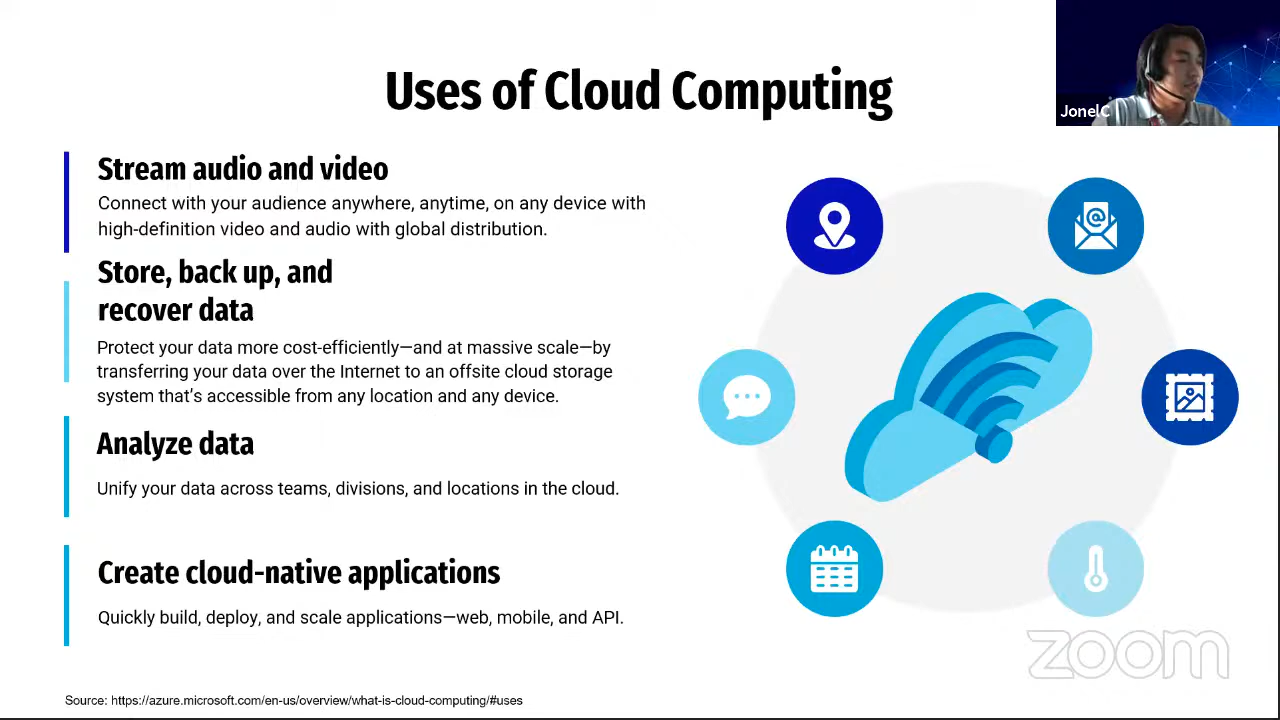 Uses of Cloud Computing
JonelC
Stream audio and video
Connect with your audience anywhere, anytime, on any device with
high-definition video and audio with global distribution.
Store, back up, and
recover data
Protect your data more cost-efficiently—and at massive scale—by
transferring your data over the Internet to an offsite cloud storage
system that's accessible from any location and any device.
Analyze data
Unify your data across teams, divisions, and locations in the cloud.
Create cloud-native applications
Quickly build, deploy, and scale applications—web, mobile, and API.
zoom
Source: https://azure.microsoft.com/en-us/overview/what-is-cloud-computing/#uses